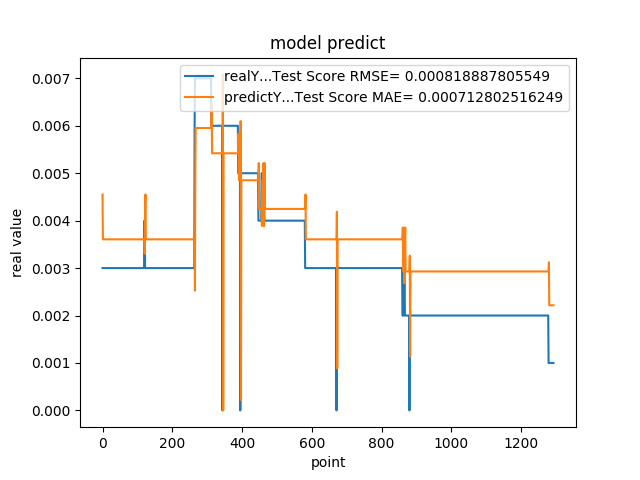 model predict
realY...Test Score RMSE= 0.000818887805549
predictY...Test Score MAE= 0.000712802516249
0.007
0.006
0.005
0.004
0.003
0.002
0.001
0.000
real value
0 200 400 600 800 1000 1200
point